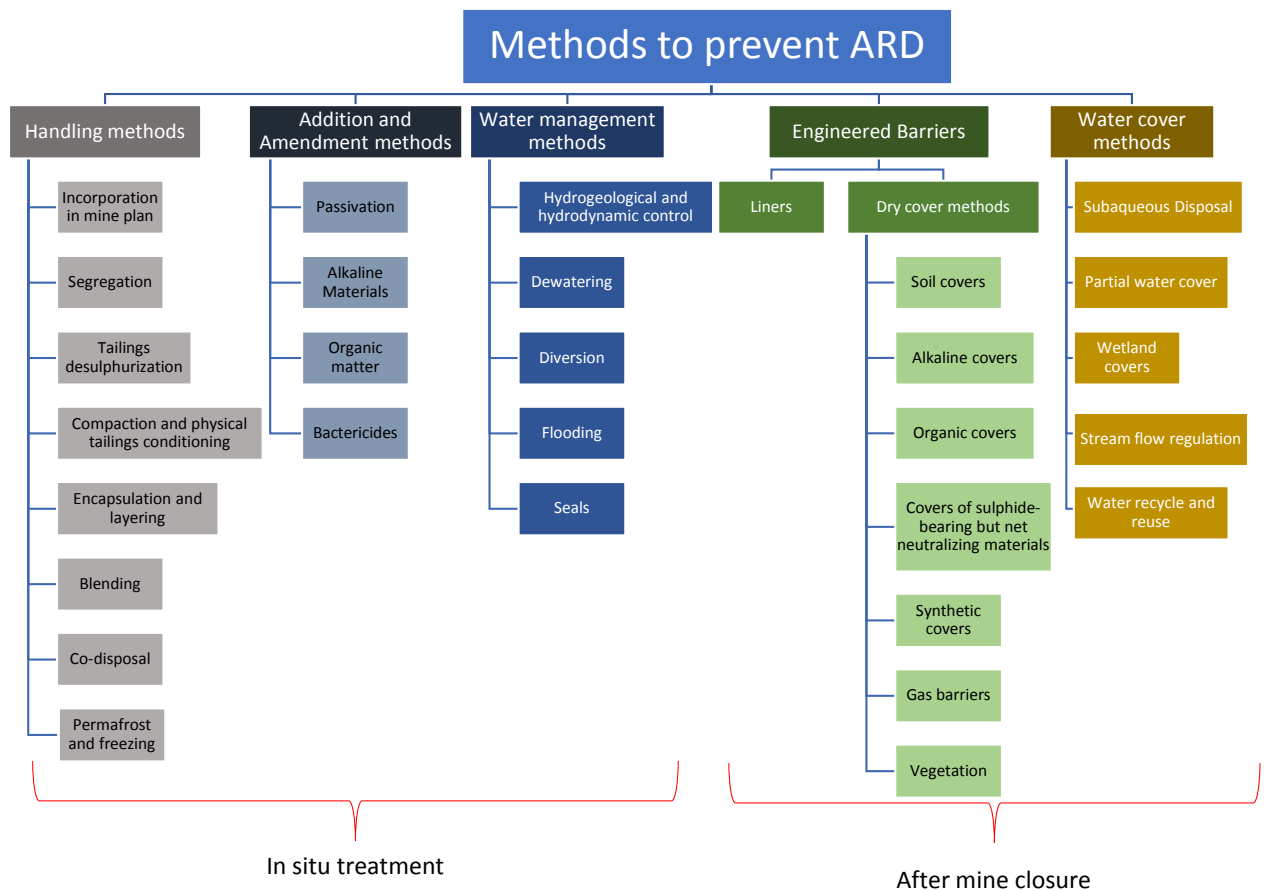 Methods to prevent ARD
Handling methods
Incorporation
in mine plan
Segregation
Tailings
desulphurization
Compaction and physical
tailings conditioning
Encapsulation and
layering
Blending
Co-disposal
Permafrost
and freezing
Addition and
Amendment methods
Passivation
Alkaline
Materials
Organic
matter
Bactericides
Water management
methods
Hydrogeological and
hydrodynamic control
Dewatering
Diversion
Flooding
Seals
Engineered Barriers
Liners
Dry cover methods
Soil covers
Alkaline covers
Organic covers
Covers of sulphide-
bearing but net
neutralizing materials
Synthetic
covers
Gas barriers
Vegetation
Water cover
methods
Subaqueous Disposal
Partial water cover
Wetland
covers
Stream flow regulation
Water recycle and
reuse
In situ treatment
After mine closure